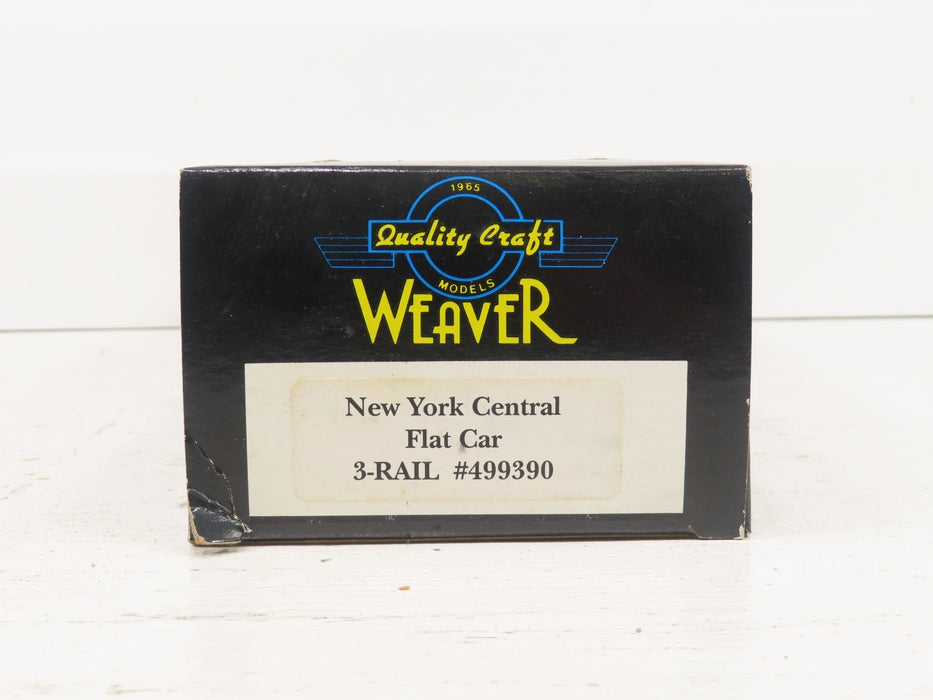 1965
Quality Craft
MODELS
WEAVER
New York Central
Flat Car
3-RAIL #499390